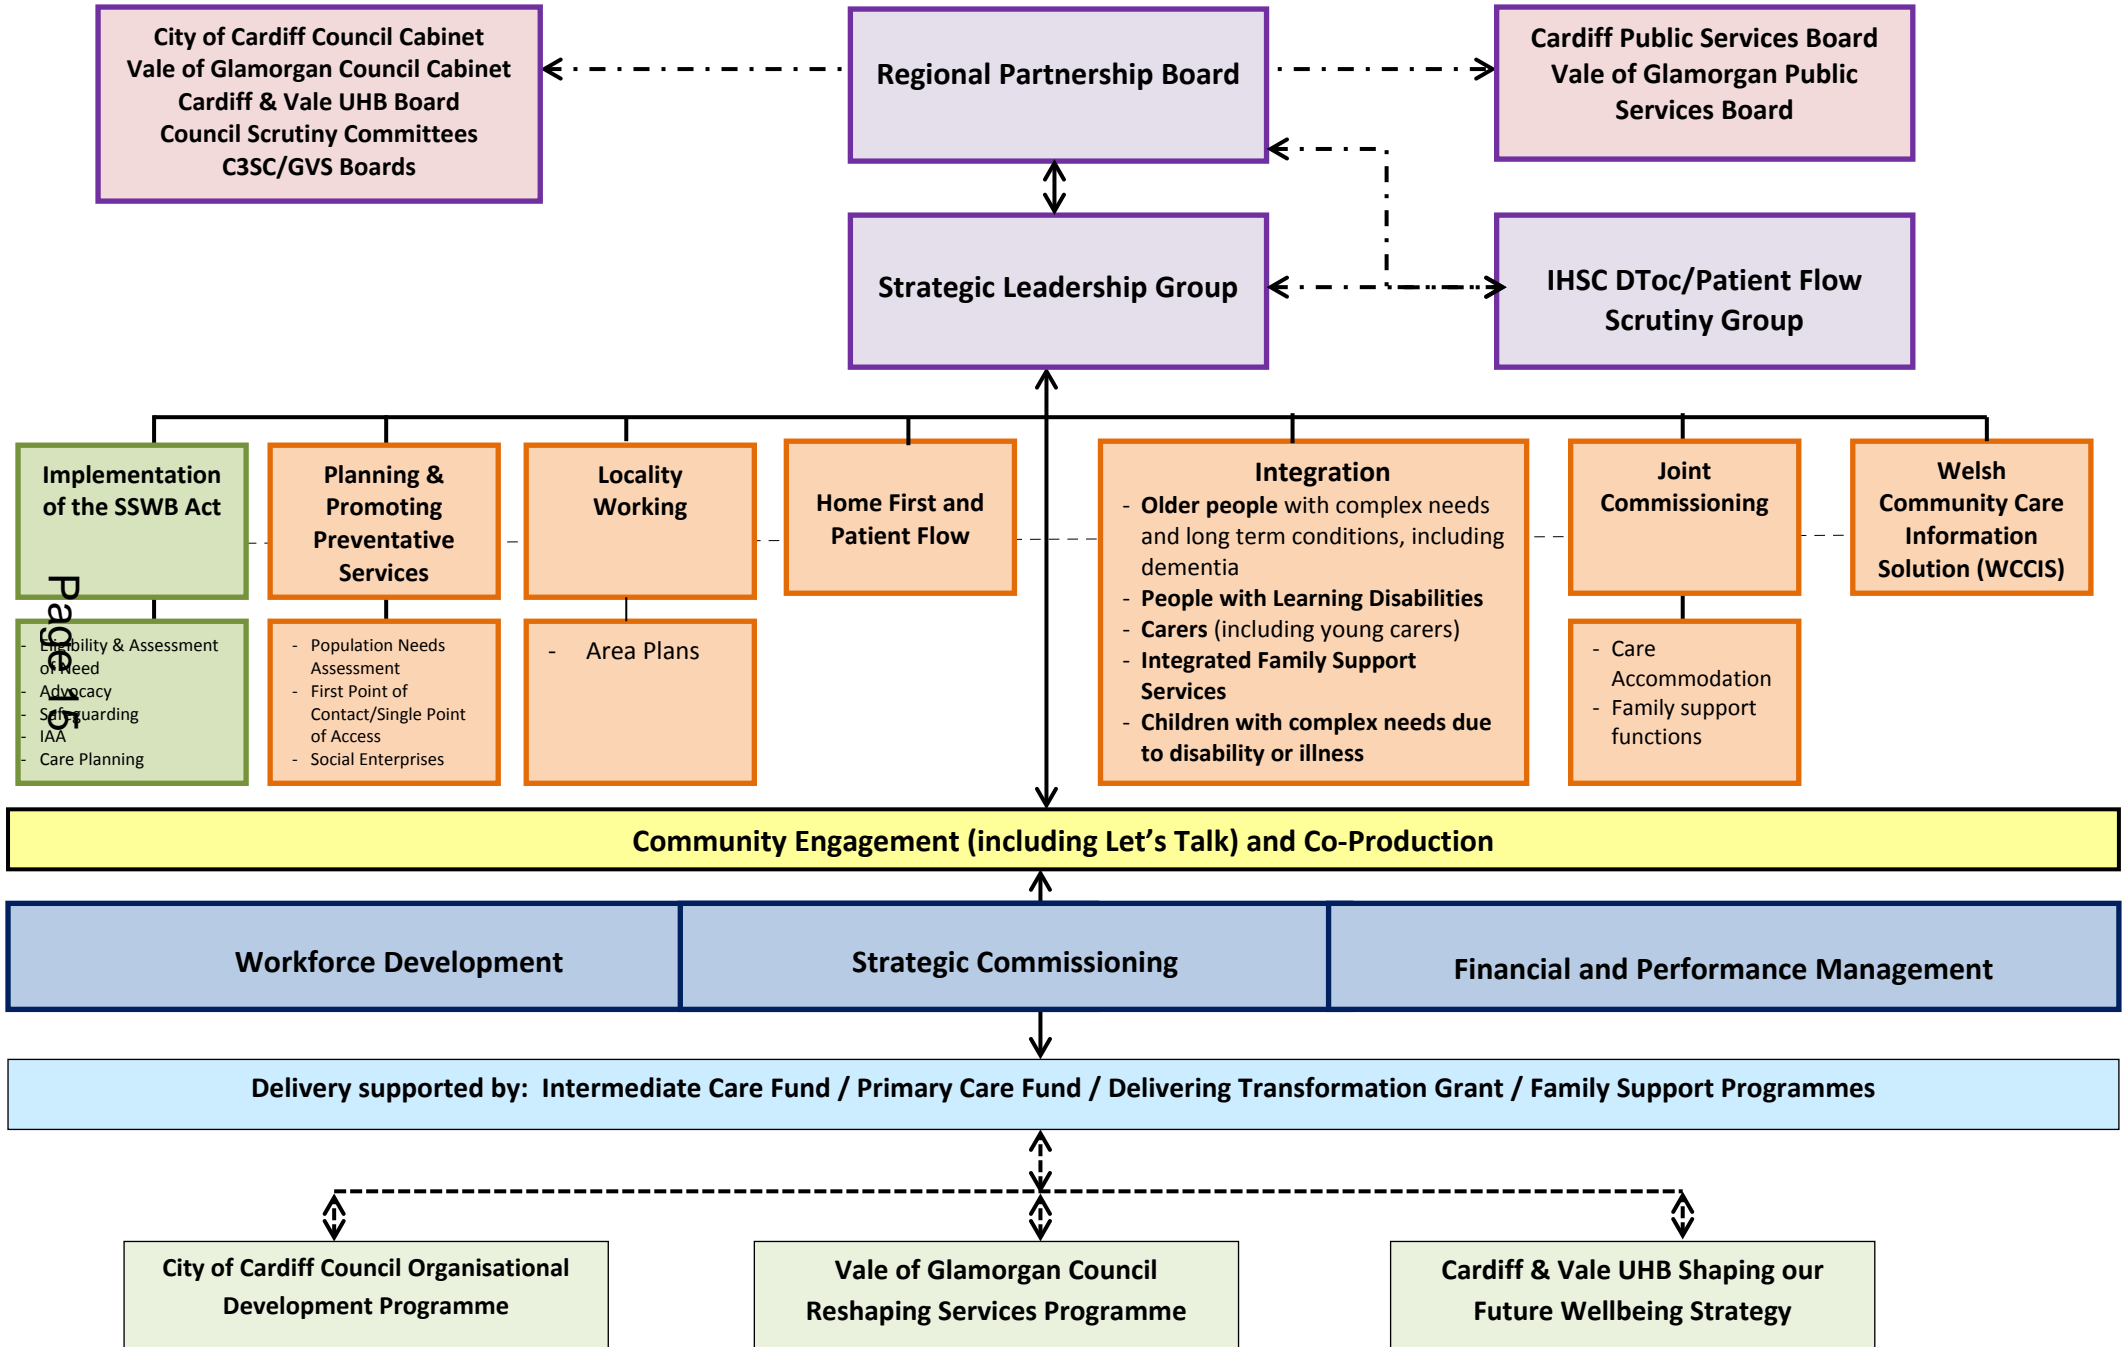 City of Cardiff Council Cabinet
Vale of Glamorgan Council Cabinet
Cardiff & Vale UHB Board
Council Scrutiny Committees
C3SC/GVS Boards
Regional Partnership Board
Cardiff Public Services Board
Vale of Glamorgan Public
Services Board
Strategic Leadership Group
IHSC DToc/Patient Flow
Scrutiny Group
Implementation
of the SSWB Act
Planning &
Promoting
Preventative
Services
Locality
Working
Home First and
Patient Flow
Integration
- Older people with complex needs
and long term conditions, including
dementia
- People with Learning Disabilities
- Carers (including young carers)
- Integrated Family Support
Services
- Children with complex needs due
to disability or illness
Joint
Commissioning
Welsh
Community Care
Information
Solution (WCCIS)
- Eligibility & Assessment
of Need
- Advocacy
- Safeguarding
- IAA
- Care Planning
Page 15
- Population Needs
Assessment
- First Point of
Contact/Single Point
of Access
- Social Enterprises
- Area Plans
- Care
Accommodation
- Family support
functions
Community Engagement (including Let’s Talk) and Co-Production
Workforce Development
Strategic Commissioning
Financial and Performance Management
Delivery supported by: Intermediate Care Fund / Primary Care Fund / Delivering Transformation Grant / Family Support Programmes
City of Cardiff Council Organisational
Development Programme
Vale of Glamorgan Council
Reshaping Services Programme
Cardiff & Vale UHB Shaping our
Future Wellbeing Strategy